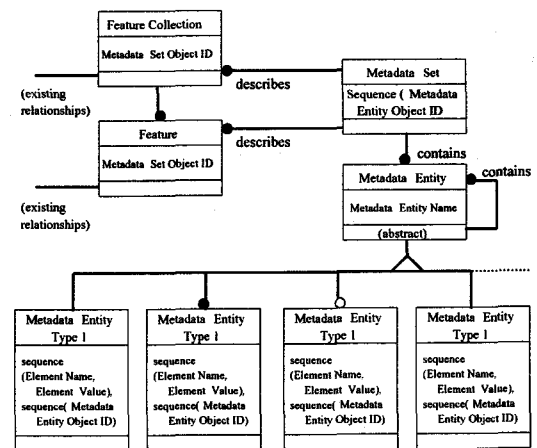 Feature Collection
Metadata Set Object ID
(existing
relationships)
describes
Metadata Set
Sequence ( Metadata
Entity Object ID
Feature
Metadata Set Object ID
describes
(existing
relationships)
contains
Metadata Entity
contains
Metadata Entity Name
(abstract)
Metadata Entity
Type 1
sequence
(Element Name,
Element Value),
sequence( Metadata
Entity Object ID)
Metadata Entity
Type 1
sequence
(Element Name,
Element Value),
sequence( Metadata
Entity Object ID)
Metadata Entity
Type 1
sequence
(Element Name.
Element Value),
sequence( Metadata
Entity Object ID)
Metadata Entity
Type 1
sequence
(Element Name,
Element Value),
sequence( Metadata
Entity Object ID)